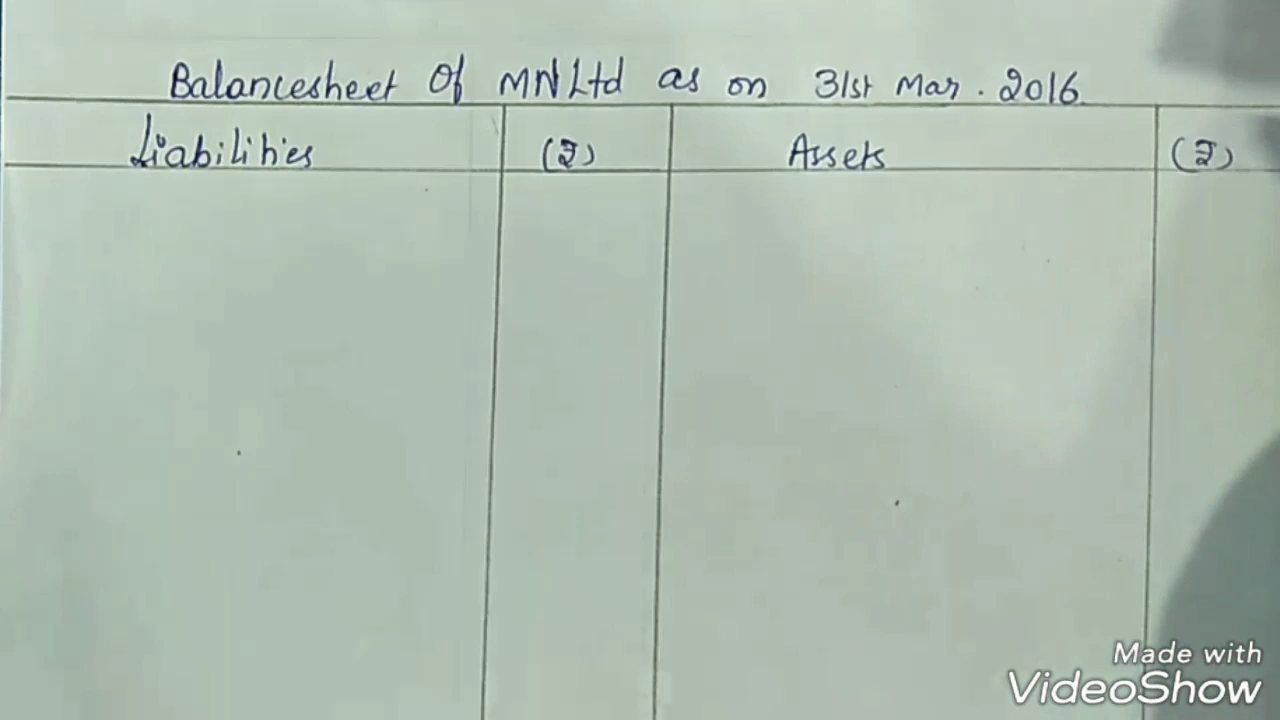 Balancesheet Of MN Ltd as on 31st Mar. 2016
Liabilities (₹) Assets (₹)
Made with
VideoShow